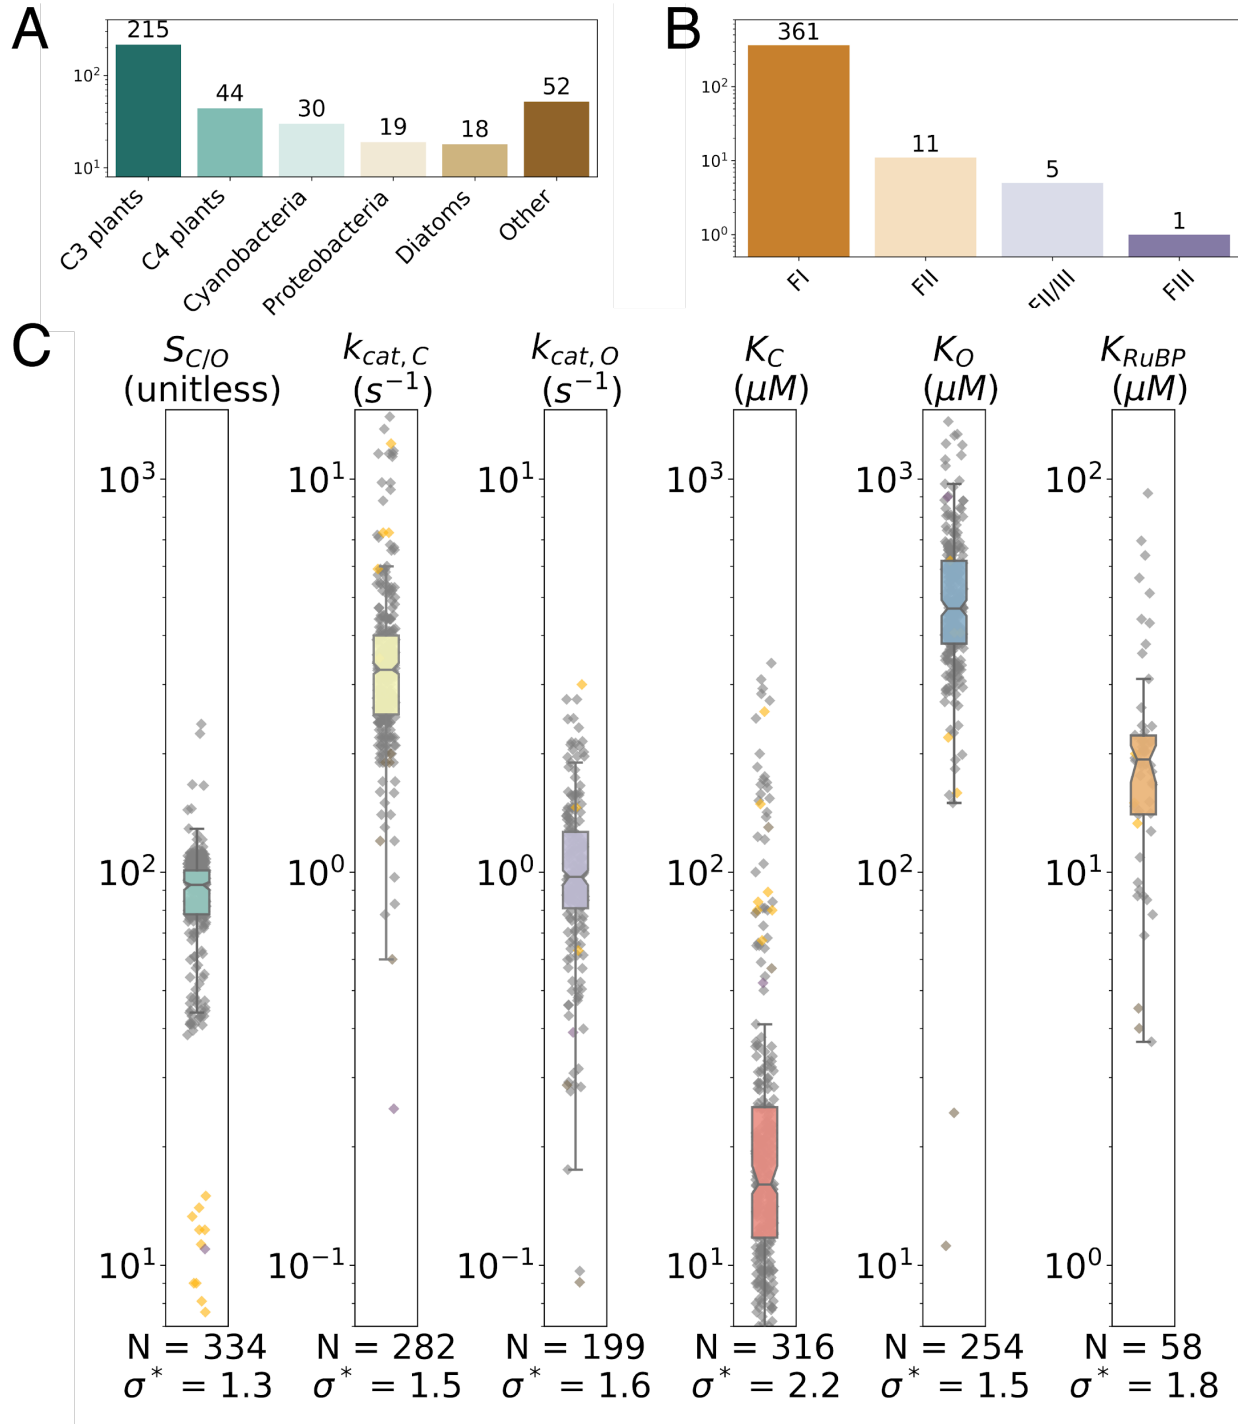 A
215
44
30
19
18
52
10²
10¹
C3 plants
C4 plants
Cyanobacteria
Proteobacteria
Diatoms
Other
B
361
11
5
1
10²
10¹
10⁰
FI
FII
FII/III
FIII
C
S_C/O
(unitless)
k_cat,C
(s⁻¹)
k_cat,O
(s⁻¹)
K_C
(μM)
K_O
(μM)
K_RuBP
(μM)
10³ 10¹ 10¹ 10³ 10³ 10²
10² 10⁰ 10⁰ 10² 10² 10¹
10¹ 10⁻¹ 10⁻¹ 10¹ 10¹ 10⁰
N = 334 N = 282 N = 199 N = 316 N = 254 N = 58
σ* = 1.3 σ* = 1.5 σ* = 1.6 σ* = 2.2 σ* = 1.5 σ* = 1.8